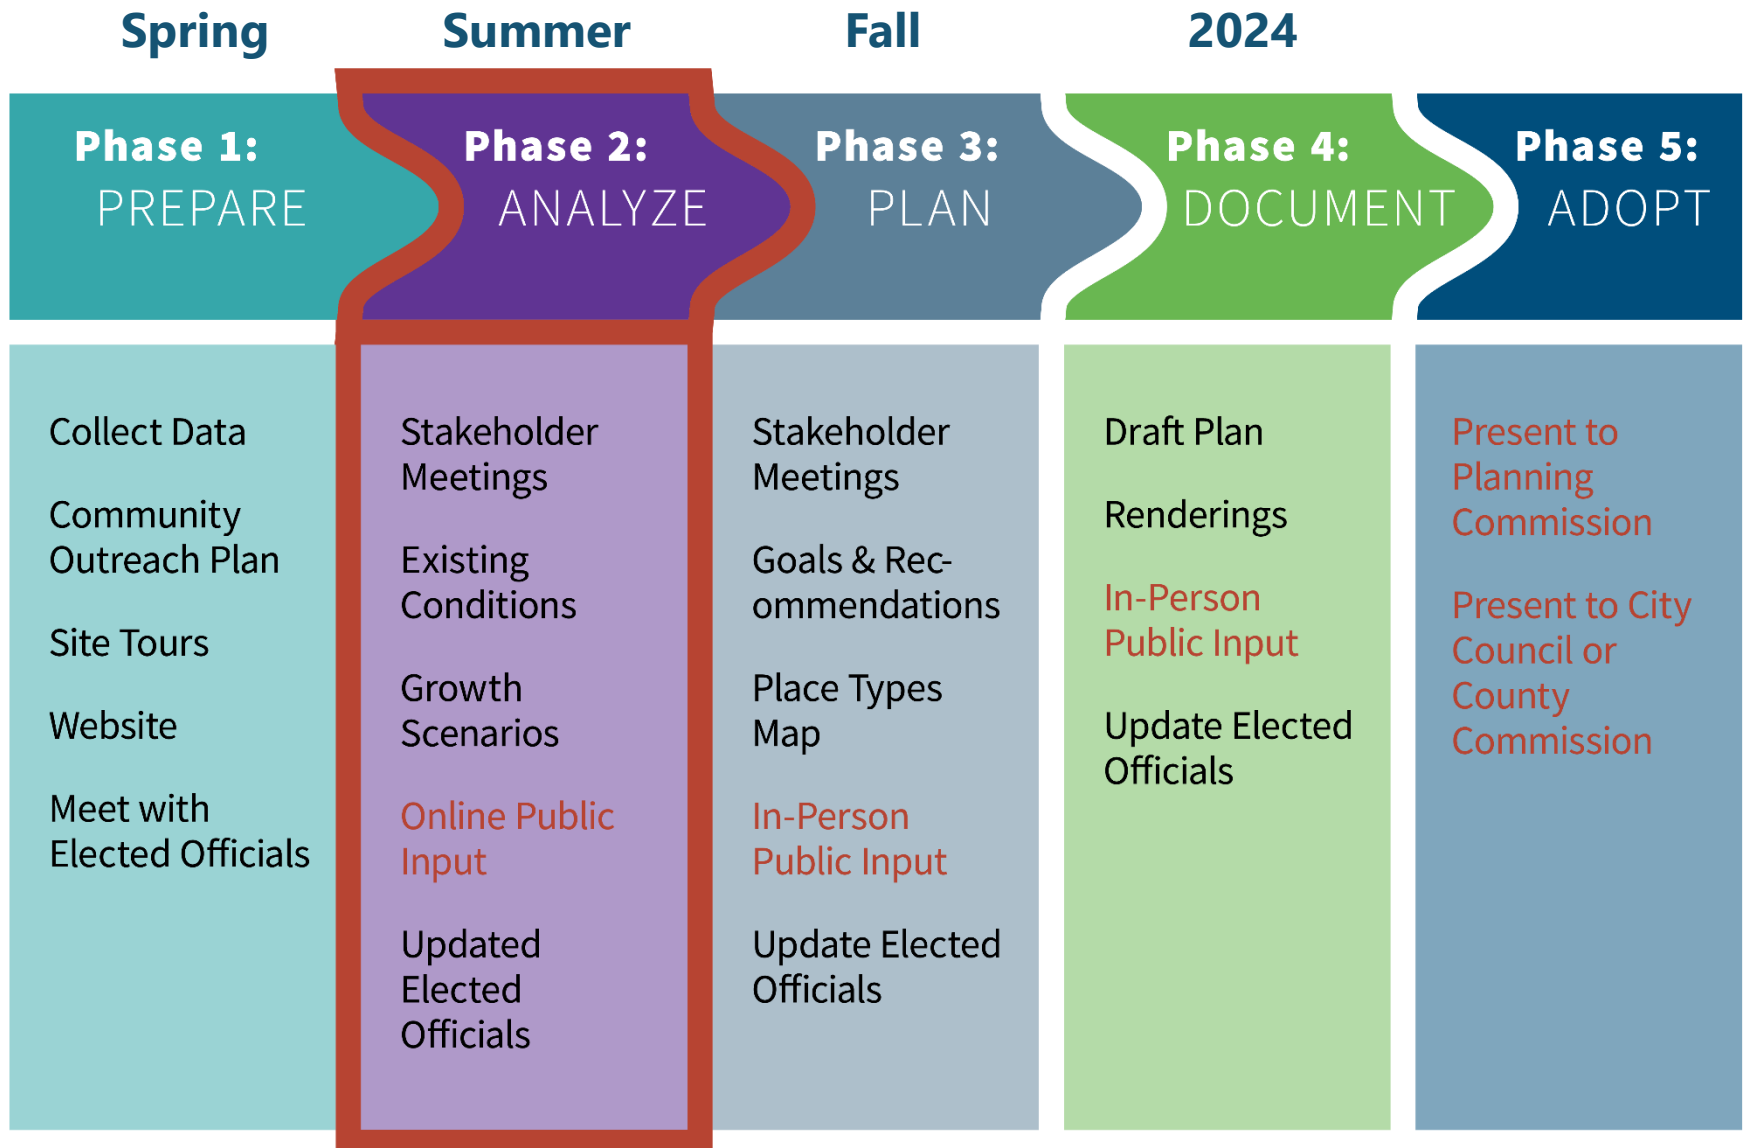 Spring
Summer
Fall
2024
Phase 1:
PREPARE
Phase 2:
ANALYZE
Phase 3:
PLAN
Phase 4:
DOCUMENT
Phase 5:
ADOPT
Collect Data
Community
Outreach Plan
Site Tours
Website
Meet with
Elected Officials
Stakeholder
Meetings
Existing
Conditions
Growth
Scenarios
Online Public
Input
Updated
Elected
Officials
Stakeholder
Meetings
Goals & Rec-
ommendations
Place Types
Map
In-Person
Public Input
Update Elected
Officials
Draft Plan
Renderings
In-Person
Public Input
Update Elected
Officials
Present to
Planning
Commission
Present to City
Council or
County
Commission